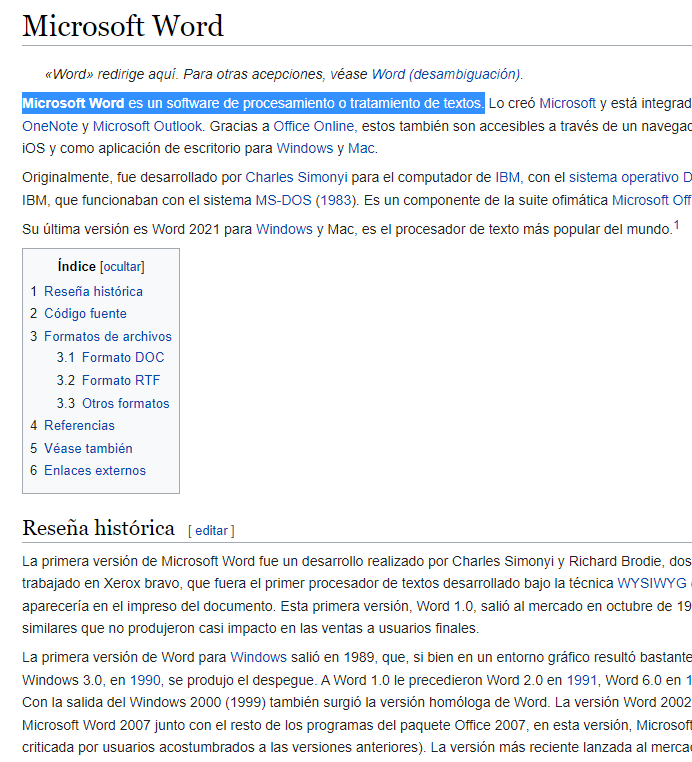 Microsoft Word
«Word» redirige aquí. Para otras acepciones, véase Word (desambiguación).
Microsoft Word es un software de procesamiento o tratamiento de textos. Lo creó Microsoft y está integrad
OneNote y Microsoft Outlook. Gracias a Office Online, estos también son accesibles a través de un navegac
iOS y como aplicación de escritorio para Windows y Mac.
Originalmente, fue desarrollado por Charles Simonyi para el computador de IBM, con el sistema operativo D
IBM, que funcionaban con el sistema MS-DOS (1983). Es un componente de la suite ofimática Microsoft Off
Su última versión es Word 2021 para Windows y Mac, es el procesador de texto más popular del mundo.1
Índice [ocultar]
1 Reseña histórica
2 Código fuente
3 Formatos de archivos
3.1 Formato DOC
3.2 Formato RTF
3.3 Otros formatos
4 Referencias
5 Véase también
6 Enlaces externos
Reseña histórica [ editar ]
La primera versión de Microsoft Word fue un desarrollo realizado por Charles Simonyi y Richard Brodie, dos
trabajado en Xerox bravo, que fuera el primer procesador de textos desarrollado bajo la técnica WYSIWYG
aparecería en el impreso del documento. Esta primera versión, Word 1.0, salió al mercado en octubre de 19
similares que no produjeron casi impacto en las ventas a usuarios finales.
La primera versión de Word para Windows salió en 1989, que, si bien en un entorno gráfico resultó bastante
Windows 3.0, en 1990, se produjo el despegue. A Word 1.0 le precedieron Word 2.0 en 1991, Word 6.0 en 1
Con la salida del Windows 2000 (1999) también surgió la versión homóloga de Word. La versión Word 2002
Microsoft Word 2007 junto con el resto de los programas del paquete Office 2007, en esta versión, Microsoft
criticada por usuarios acostumbrados a las versiones anteriores). La versión más reciente lanzada al merca